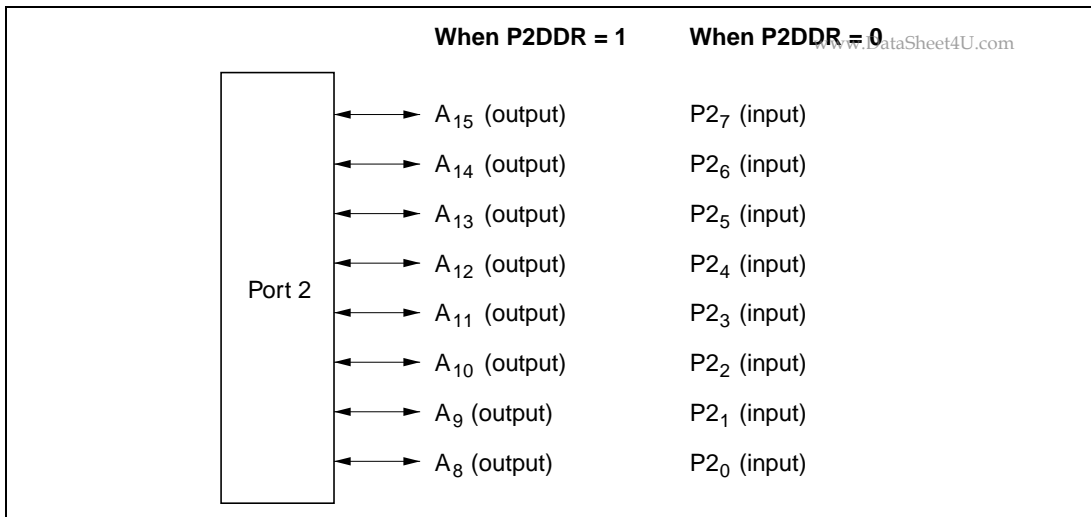 When P2DDR = 1 When P2DDR = 0
www.DataSheet4U.com
A15 (output) P27 (input)
A14 (output) P26 (input)
A13 (output) P25 (input)
A12 (output) P24 (input)
Port 2
A11 (output) P23 (input)
A10 (output) P22 (input)
A9 (output) P21 (input)
A8 (output) P20 (input)